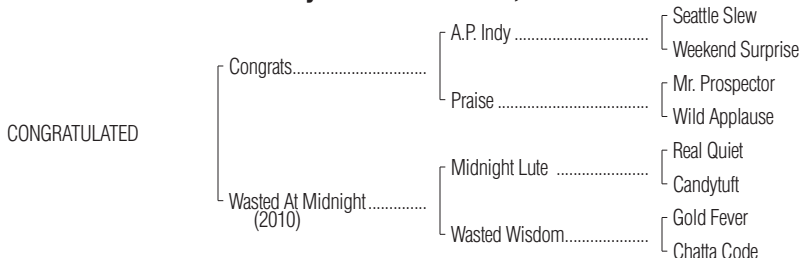 Seattle Slew
A.P. Indy ................................
Weekend Surprise
Congrats................................
Mr. Prospector
Praise ....................................
Wild Applause
CONGRATULATED
Real Quiet
Midnight Lute ......................
Candytuft
Wasted At Midnight..............
(2010)
Gold Fever
Wasted Wisdom....................
Chatta Code